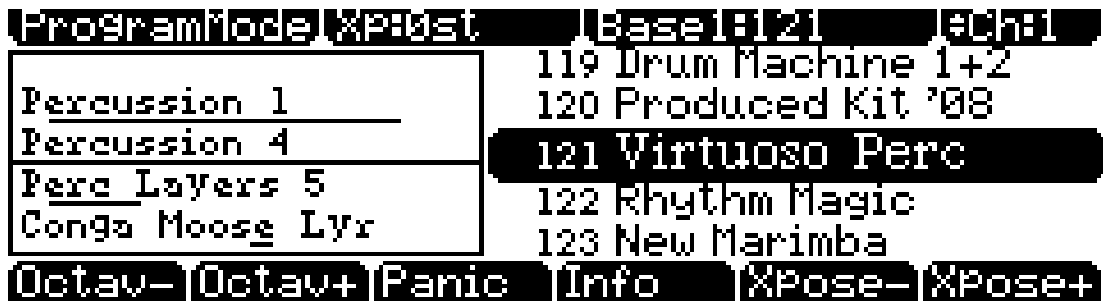 ProgramMode XP:0st Base1:121 Ch:1
Percussion 1
Percussion 4
Perc Layers 5
Conga Moose Lyr
119 Drum Machine 1+2
120 Produced Kit '08
121 Virtuoso Perc
122 Rhythm Magic
123 New Marimba
Octav- Octav+ Panic Info XPose- XPose+